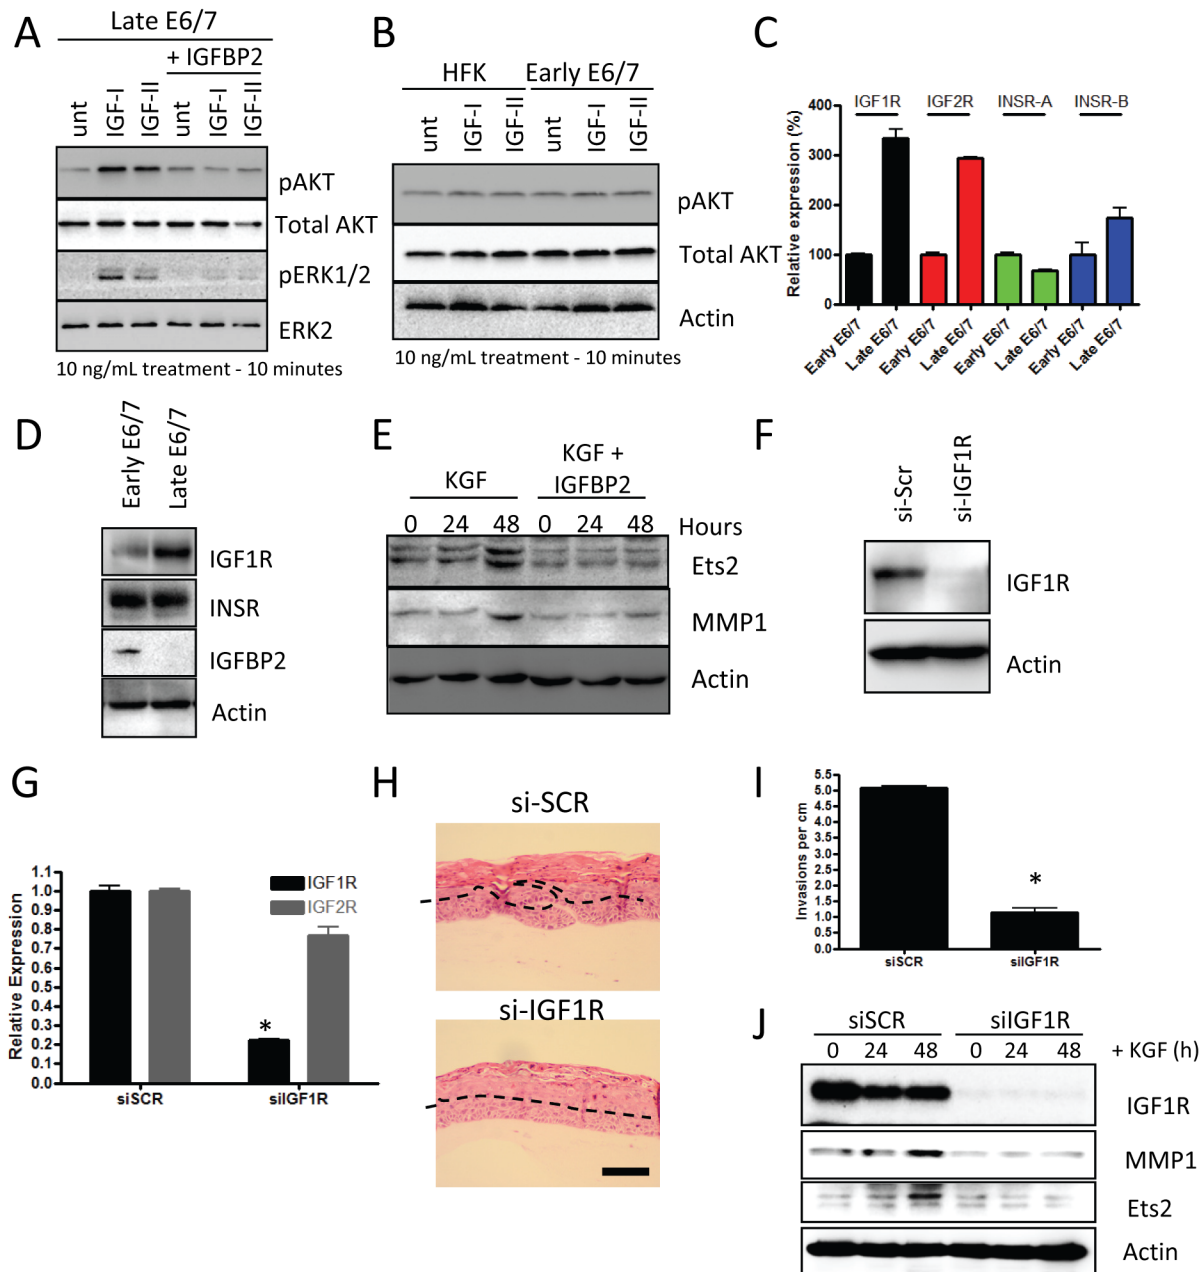 A
Late E6/7
+ IGFBP2
unt
IGF-I
IGF-II
unt
IGF-I
IGF-II
pAKT
Total AKT
pERK1/2
ERK2
10 ng/mL treatment - 10 minutes
B
HFK
Early E6/7
unt
IGF-I
IGF-II
unt
IGF-I
IGF-II
pAKT
Total AKT
Actin
10 ng/mL treatment - 10 minutes
C
IGF1R
IGF2R
INSR-A
INSR-B
Relative expression (%)
400
300
200
100
0
Early E6/7
Late E6/7
Early E6/7
Late E6/7
Early E6/7
Late E6/7
Early E6/7
Late E6/7
D
Early E6/7
Late E6/7
IGF1R
INSR
IGFBP2
Actin
E
KGF
KGF +
IGFBP2
0 24 48 0 24 48 Hours
Ets2
MMP1
Actin
F
si-Scr
si-IGF1R
IGF1R
Actin
G
Relative Expression
1.1
1.0
0.9
0.8
0.7
0.6
0.5
0.4
0.3
0.2
0.1
0.0
IGF1R
IGF2R
*
siSCR
siIGF1R
H
si-SCR
si-IGF1R
I
Invasions per cm
5.5
5.0
4.5
4.0
3.5
3.0
2.5
2.0
1.5
1.0
0.5
0.0
*
siSCR
siIGF1R
J
siSCR
siIGF1R
0 24 48 0 24 48 + KGF (h)
IGF1R
MMP1
Ets2
Actin